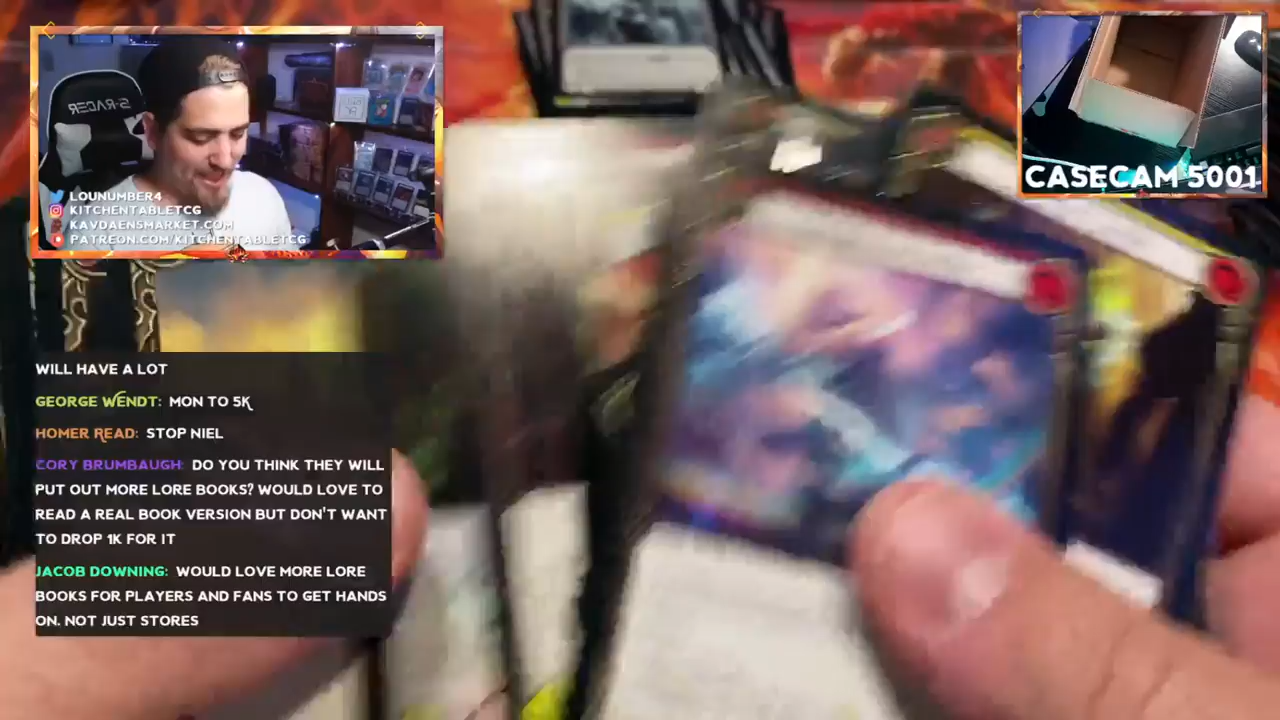 LOUNUMBER4
KITCHENTABLETCG
KAVDAENSMARKET.COM
PATREON.COM/KITCHENTABLETCG
CASECAM 5001
WILL HAVE A LOT
GEORGE WENDT: MON TO 5K
HOMER READ: STOP NIEL
CORY BRUMBAUGH: DO YOU THINK THEY WILL
PUT OUT MORE LORE BOOKS? WOULD LOVE TO
READ A REAL BOOK VERSION BUT DON'T WANT
TO DROP 1K FOR IT
JACOB DOWNING: WOULD LOVE MORE LORE
BOOKS FOR PLAYERS AND FANS TO GET HANDS
ON. NOT JUST STORES